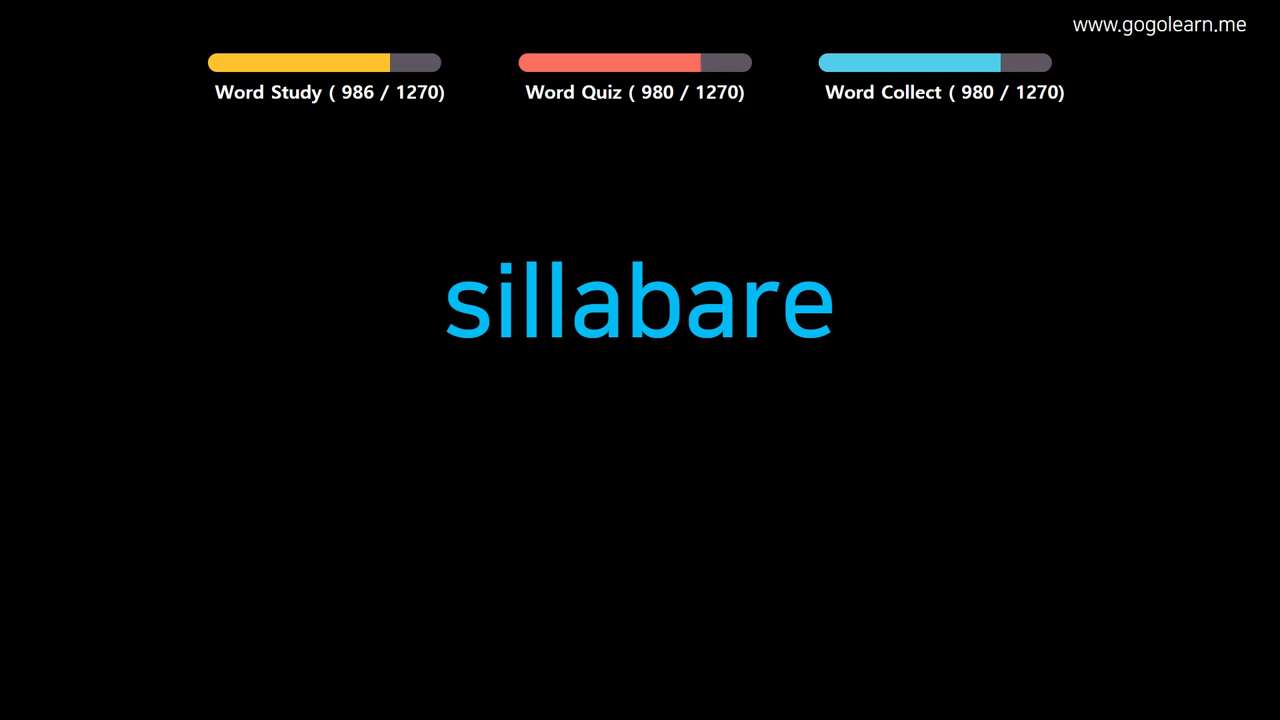 www.gogolearn.me
Word Study ( 986 / 1270)
Word Quiz ( 980 / 1270)
Word Collect ( 980 / 1270)
sillabare